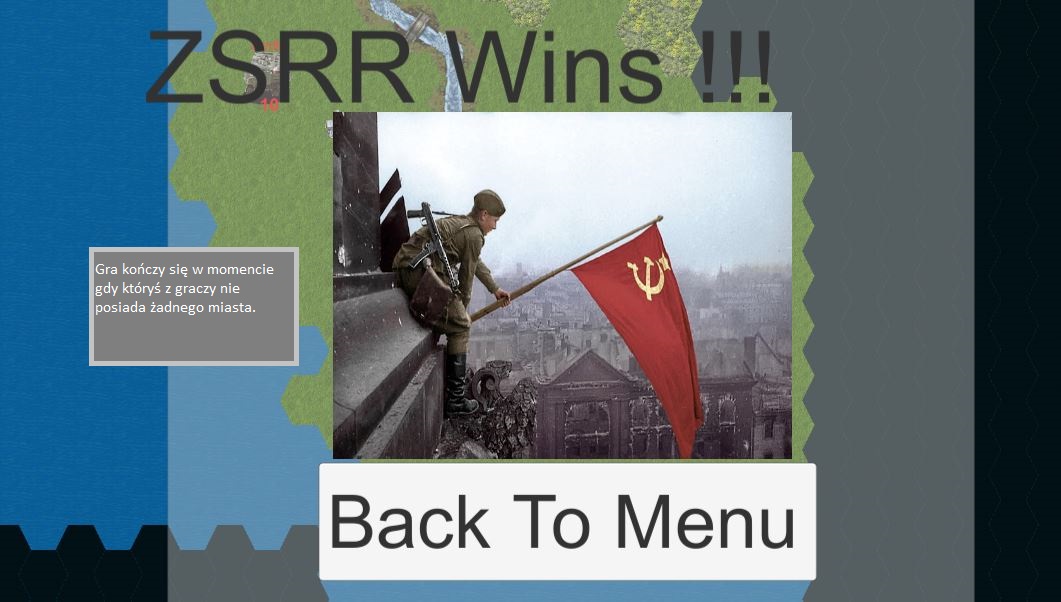 ZSRR Wins !!!
Gra kończy się w momencie
gdy któryś z graczy nie
posiada żadnego miasta.
Back To Menu